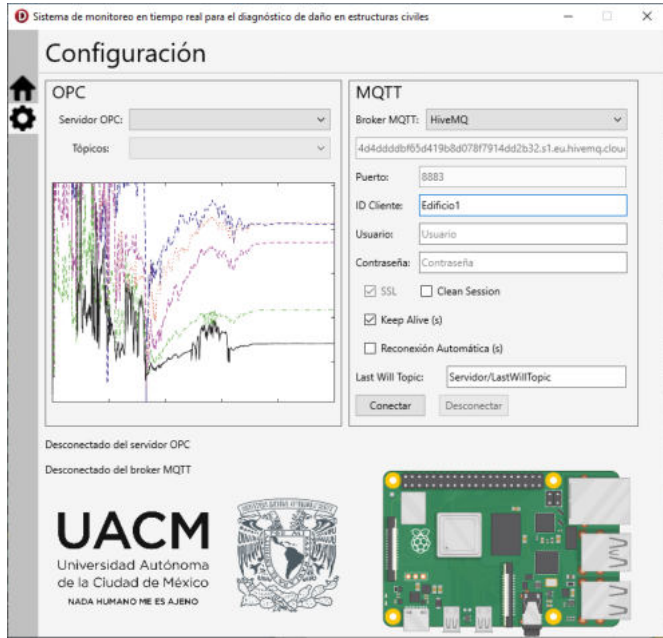 Sistema de monitoreo en tiempo real para el diagnóstico de daño en estructuras civiles
Configuración
OPC
Servidor OPC:
Tópicos:
MQTT
Broker MQTT: HiveMQ
4d4ddddbf65d419b8d078f7914dd2b32.s1.eu.hivemq.clou
Puerto: 8883
ID Cliente: Edificio1
Usuario: Usuario
Contraseña: Contraseña
SSL Clean Session
Keep Alive (s)
Reconexión Automática (s)
Last Will Topic: Servidor/LastWillTopic
Conectar Desconectar
Desconectado del servidor OPC
Desconectado del broker MQTT
UACM
Universidad Autónoma
de la Ciudad de México
NADA HUMANO ME ES AJENO